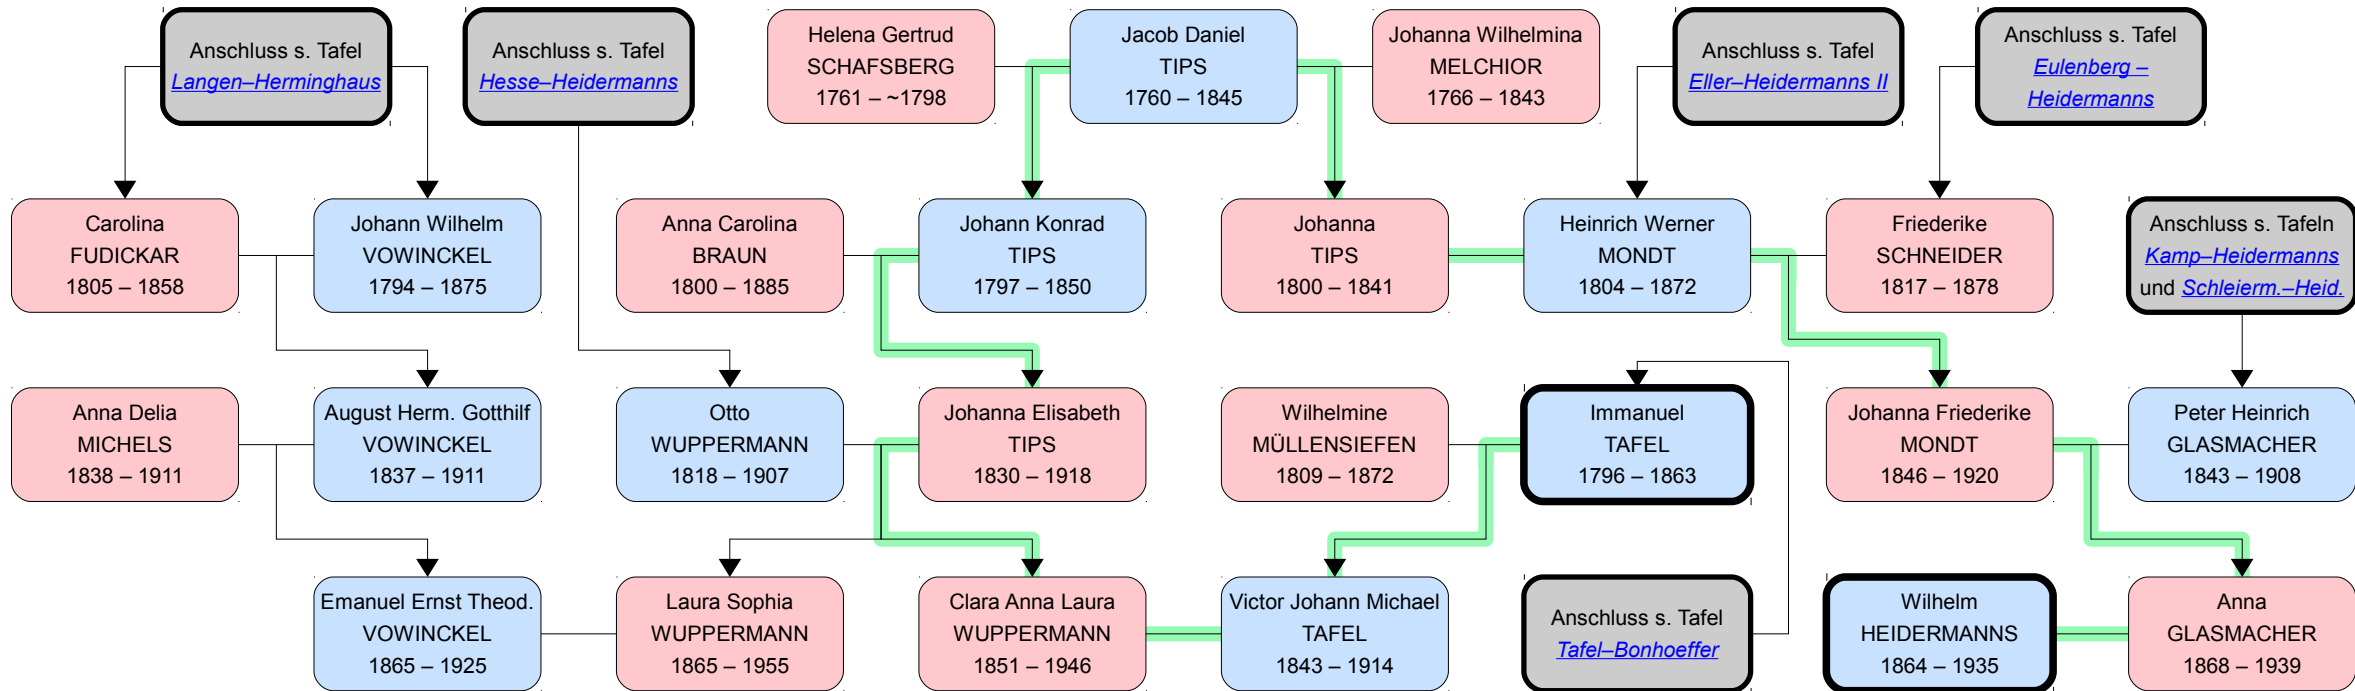 Anschluss s. Tafel
Langen–Herminghaus
Anschluss s. Tafel
Hesse–Heidermanns
Helena Gertrud
SCHAFSBERG
1761 – ~1798
Jacob Daniel
TIPS
1760 – 1845
Johanna Wilhelmina
MELCHIOR
1766 – 1843
Anschluss s. Tafel
Eller–Heidermanns II
Anschluss s. Tafel
Eulenberg –
Heidermanns
Carolina
FUDICKAR
1805 – 1858
Johann Wilhelm
VOWINCKEL
1794 – 1875
Anna Carolina
BRAUN
1800 – 1885
Johann Konrad
TIPS
1797 – 1850
Johanna
TIPS
1800 – 1841
Heinrich Werner
MONDT
1804 – 1872
Friederike
SCHNEIDER
1817 – 1878
Anschluss s. Tafeln
Kamp–Heidermanns
und Schleierm.–Heid.
Anna Delia
MICHELS
1838 – 1911
August Herm. Gotthilf
VOWINCKEL
1837 – 1911
Otto
WUPPERMANN
1818 – 1907
Johanna Elisabeth
TIPS
1830 – 1918
Wilhelmine
MÜLLENSIEFEN
1809 – 1872
Immanuel
TAFEL
1796 – 1863
Johanna Friederike
MONDT
1846 – 1920
Peter Heinrich
GLASMACHER
1843 – 1908
Emanuel Ernst Theod.
VOWINCKEL
1865 – 1925
Laura Sophia
WUPPERMANN
1865 – 1955
Clara Anna Laura
WUPPERMANN
1851 – 1946
Victor Johann Michael
TAFEL
1843 – 1914
Anschluss s. Tafel
Tafel–Bonhoeffer
Wilhelm
HEIDERMANNS
1864 – 1935
Anna
GLASMACHER
1868 – 1939